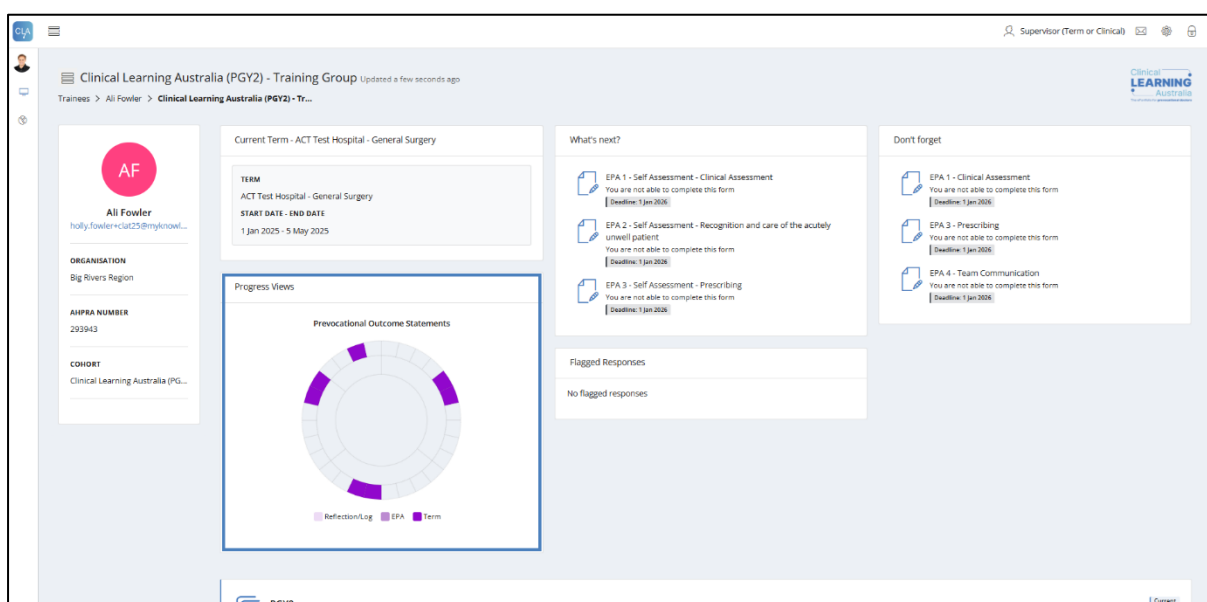 CLA
Supervisor (Term or Clinical)
Clinical Learning Australia (PGY2) - Training Group Updated a few seconds ago
Trainees > Ali Fowler > Clinical Learning Australia (PGY2) - Tr...
Clinical
LEARNING
Australia
AF
Ali Fowler
holly.fowler+clat25@myknowl...
ORGANISATION
Big Rivers Region
AHPRA NUMBER
293943
COHORT
Clinical Learning Australia (PG...
Current Term - ACT Test Hospital - General Surgery
TERM
ACT Test Hospital - General Surgery
START DATE - END DATE
1 Jan 2025 - 5 May 2025
Progress Views
Prevocational Outcome Statements
Reflection/Log EPA Term
What's next?
EPA 1 - Self Assessment - Clinical Assessment
You are not able to complete this form
Deadline: 1 Jan 2026
EPA 2 - Self Assessment - Recognition and care of the acutely
unwell patient
You are not able to complete this form
Deadline: 1 Jan 2026
EPA 3 - Self Assessment - Prescribing
You are not able to complete this form
Deadline: 1 Jan 2026
Flagged Responses
No flagged responses
Don't forget
EPA 1 - Clinical Assessment
You are not able to complete this form
Deadline: 1 Jan 2026
EPA 3 - Prescribing
You are not able to complete this form
Deadline: 1 Jan 2026
EPA 4 - Team Communication
You are not able to complete this form
Deadline: 1 Jan 2026
PGY2
Current